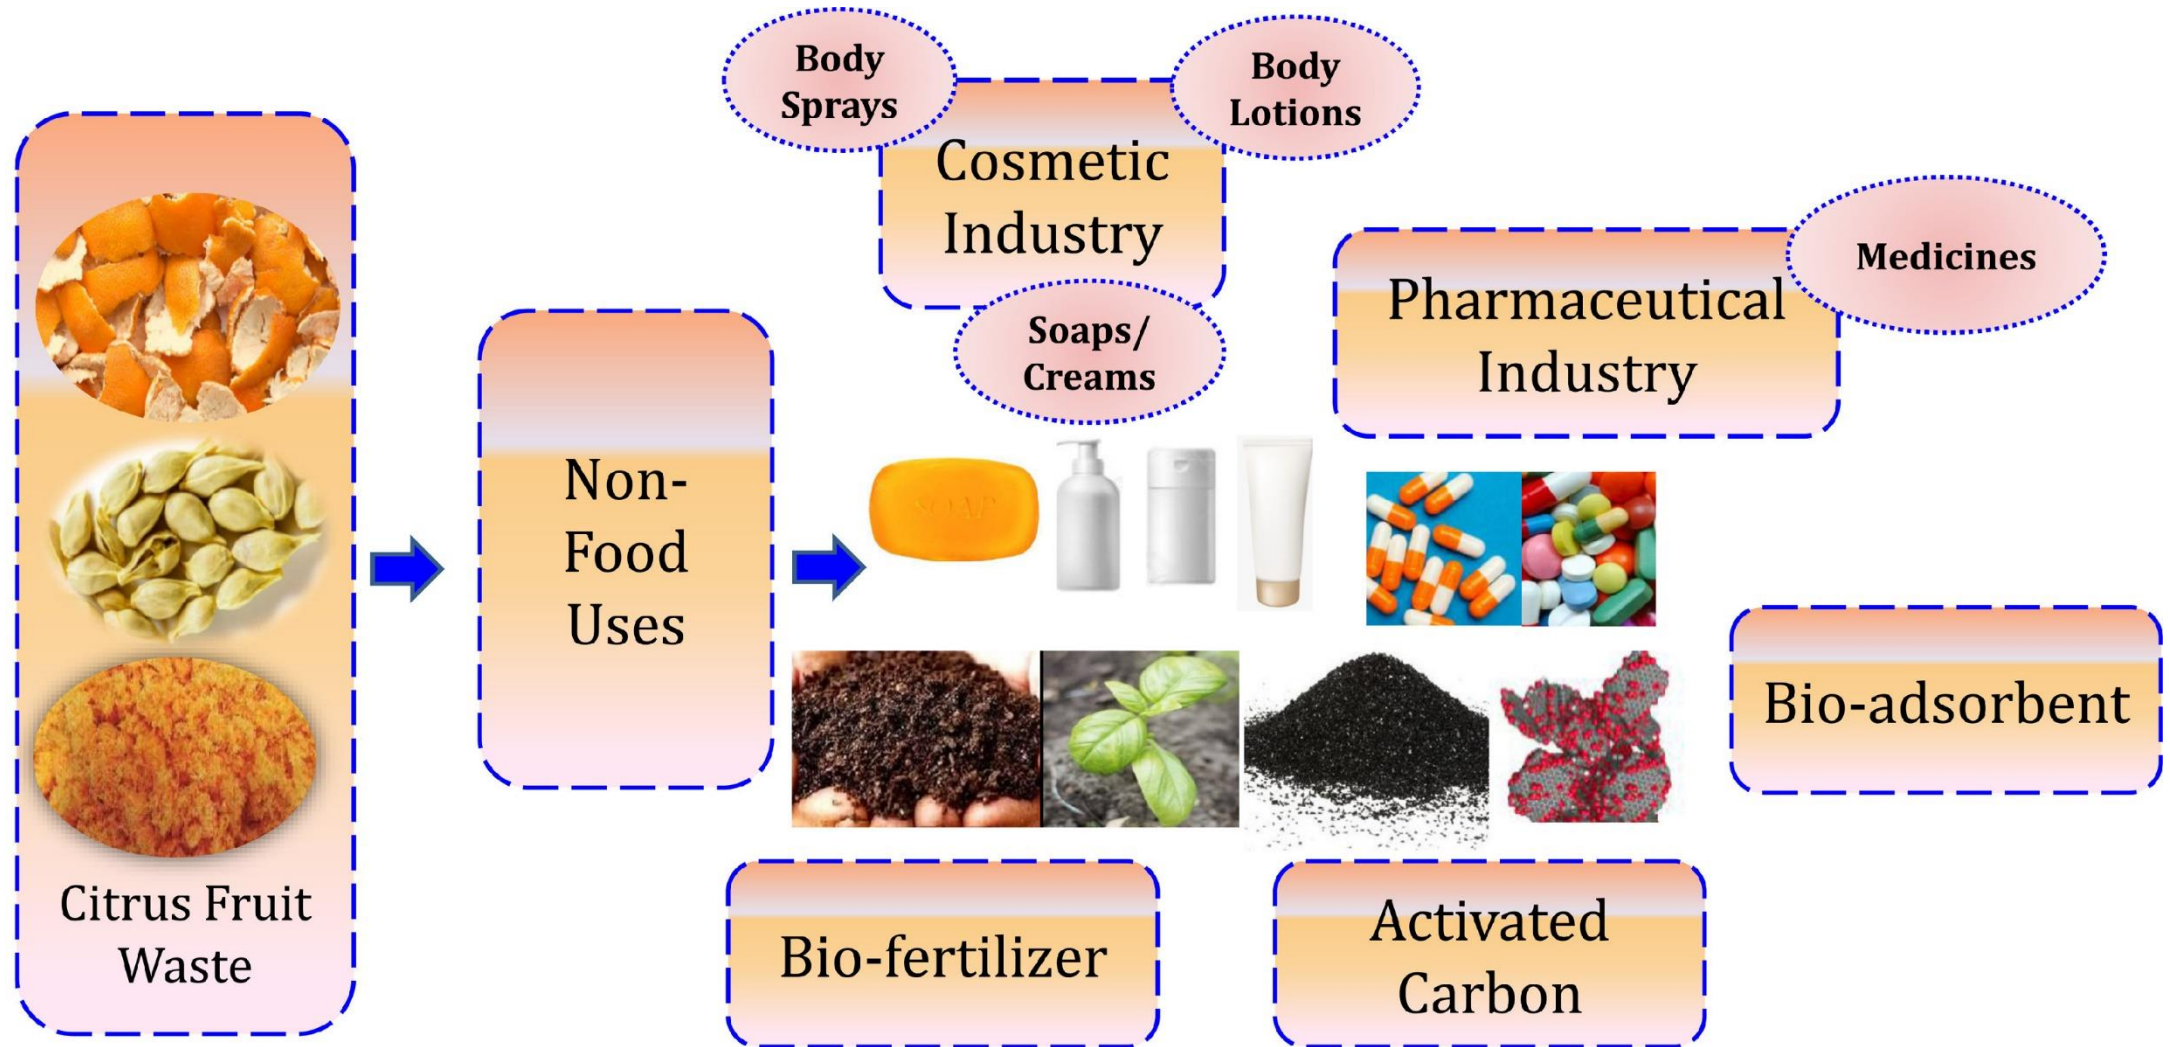 Body
Sprays
Body
Lotions
Cosmetic
Industry
Soaps/
Creams
Medicines
Pharmaceutical
Industry
Non-
Food
Uses
SOAP
Bio-adsorbent
Citrus Fruit
Waste
Bio-fertilizer
Activated
Carbon